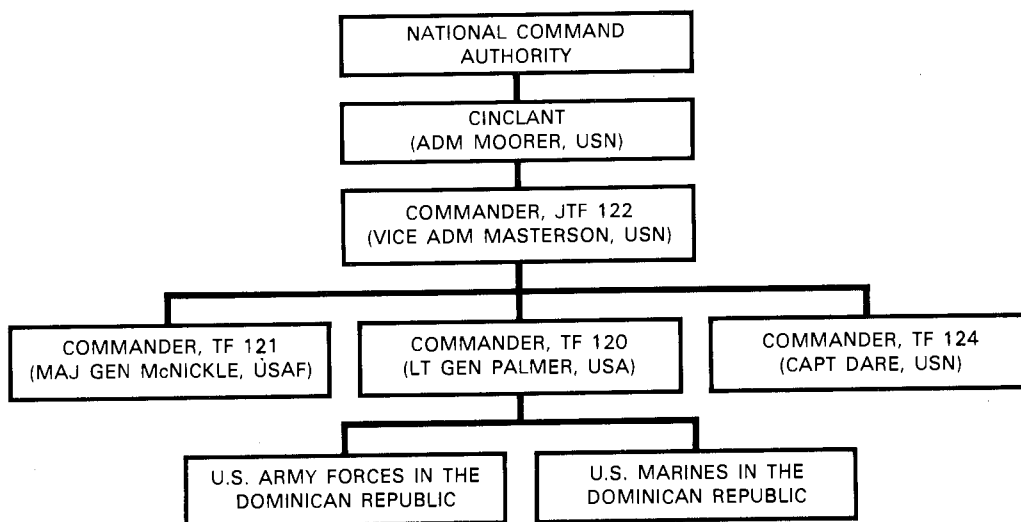 NATIONAL COMMAND
AUTHORITY
CINCLANT
(ADM MOORER, USN)
COMMANDER, JTF 122
(VICE ADM MASTERSON, USN)
COMMANDER, TF 121
(MAJ GEN McNICKLE, USAF)
COMMANDER, TF 120
(LT GEN PALMER, USA)
COMMANDER, TF 124
(CAPT DARE, USN)
U.S. ARMY FORCES IN THE
DOMINICAN REPUBLIC
U.S. MARINES IN THE
DOMINICAN REPUBLIC